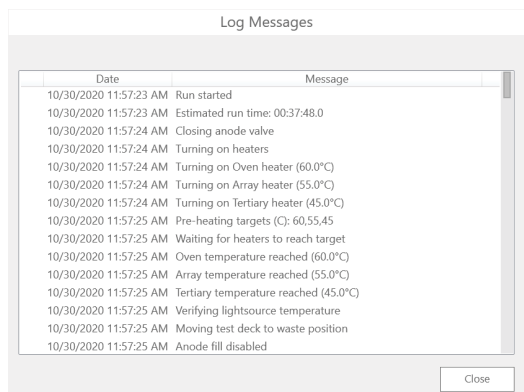 Log Messages
Date Message
10/30/2020 11:57:23 AM Run started
10/30/2020 11:57:23 AM Estimated run time: 00:37:48.0
10/30/2020 11:57:24 AM Closing anode valve
10/30/2020 11:57:24 AM Turning on heaters
10/30/2020 11:57:24 AM Turning on Oven heater (60.0°C)
10/30/2020 11:57:24 AM Turning on Array heater (55.0°C)
10/30/2020 11:57:24 AM Turning on Tertiary heater (45.0°C)
10/30/2020 11:57:25 AM Pre-heating targets (C): 60,55,45
10/30/2020 11:57:25 AM Waiting for heaters to reach target
10/30/2020 11:57:25 AM Oven temperature reached (60.0°C)
10/30/2020 11:57:25 AM Array temperature reached (55.0°C)
10/30/2020 11:57:25 AM Tertiary temperature reached (45.0°C)
10/30/2020 11:57:25 AM Verifying lightsource temperature
10/30/2020 11:57:25 AM Moving test deck to waste position
10/30/2020 11:57:25 AM Anode fill disabled
Close